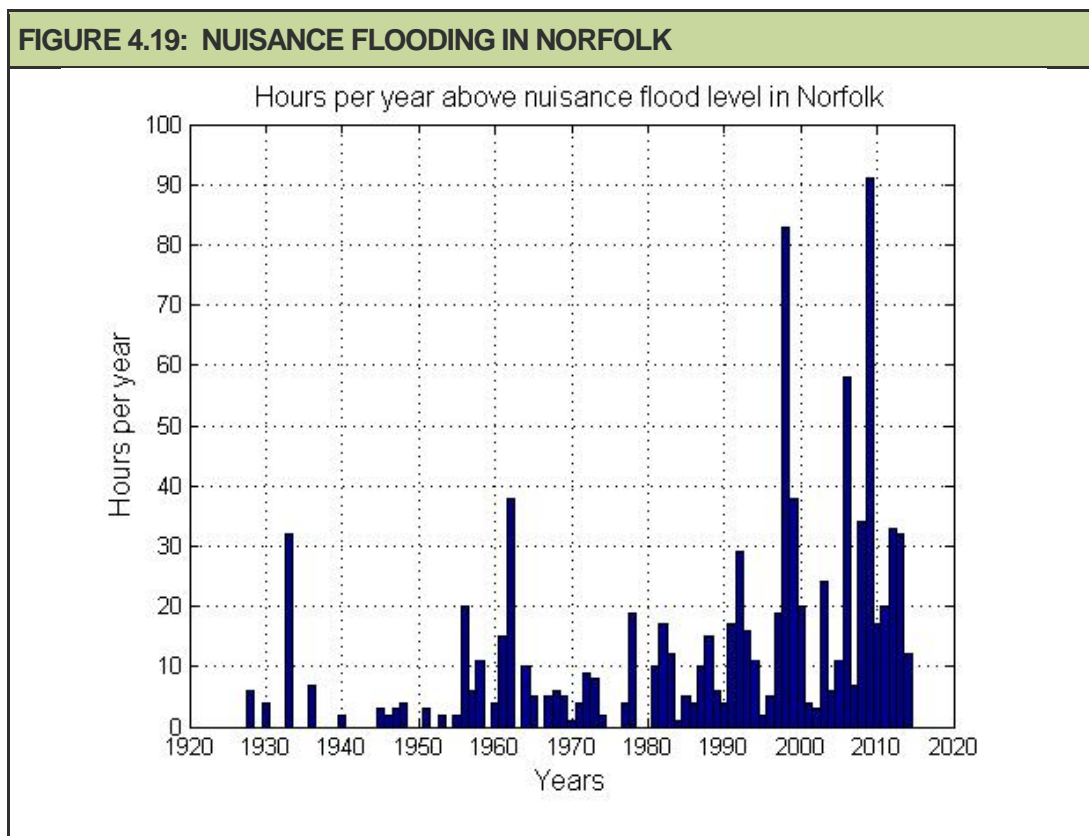 FIGURE 4.19: NUISANCE FLOODING IN NORFOLK
Hours per year above nuisance flood level in Norfolk
100
90
80
70
60
50
40
30
20
10
0
Hours per year
1920 1930 1940 1950 1960 1970 1980 1990 2000 2010 2020
Years